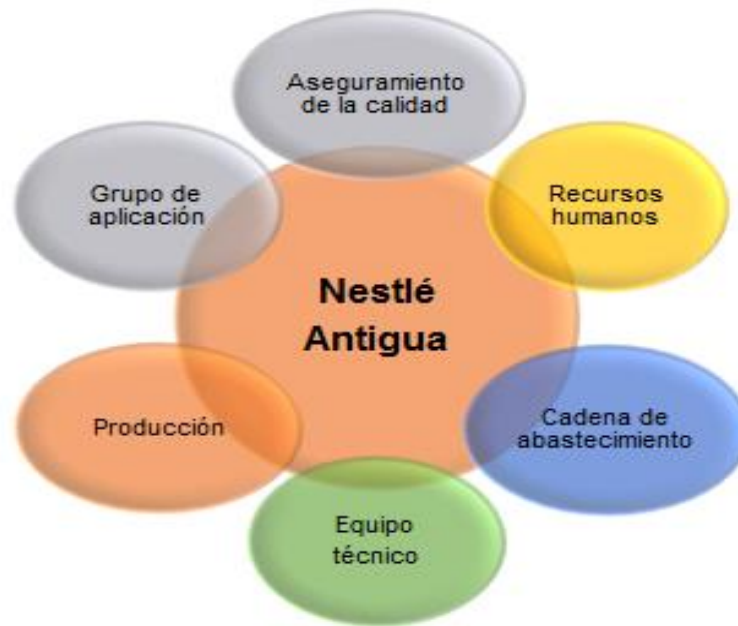 Aseguramiento
de la calidad
Grupo de
aplicación
Recursos
humanos
Nestlé
Antigua
Producción
Cadena de
abastecimiento
Equipo
técnico